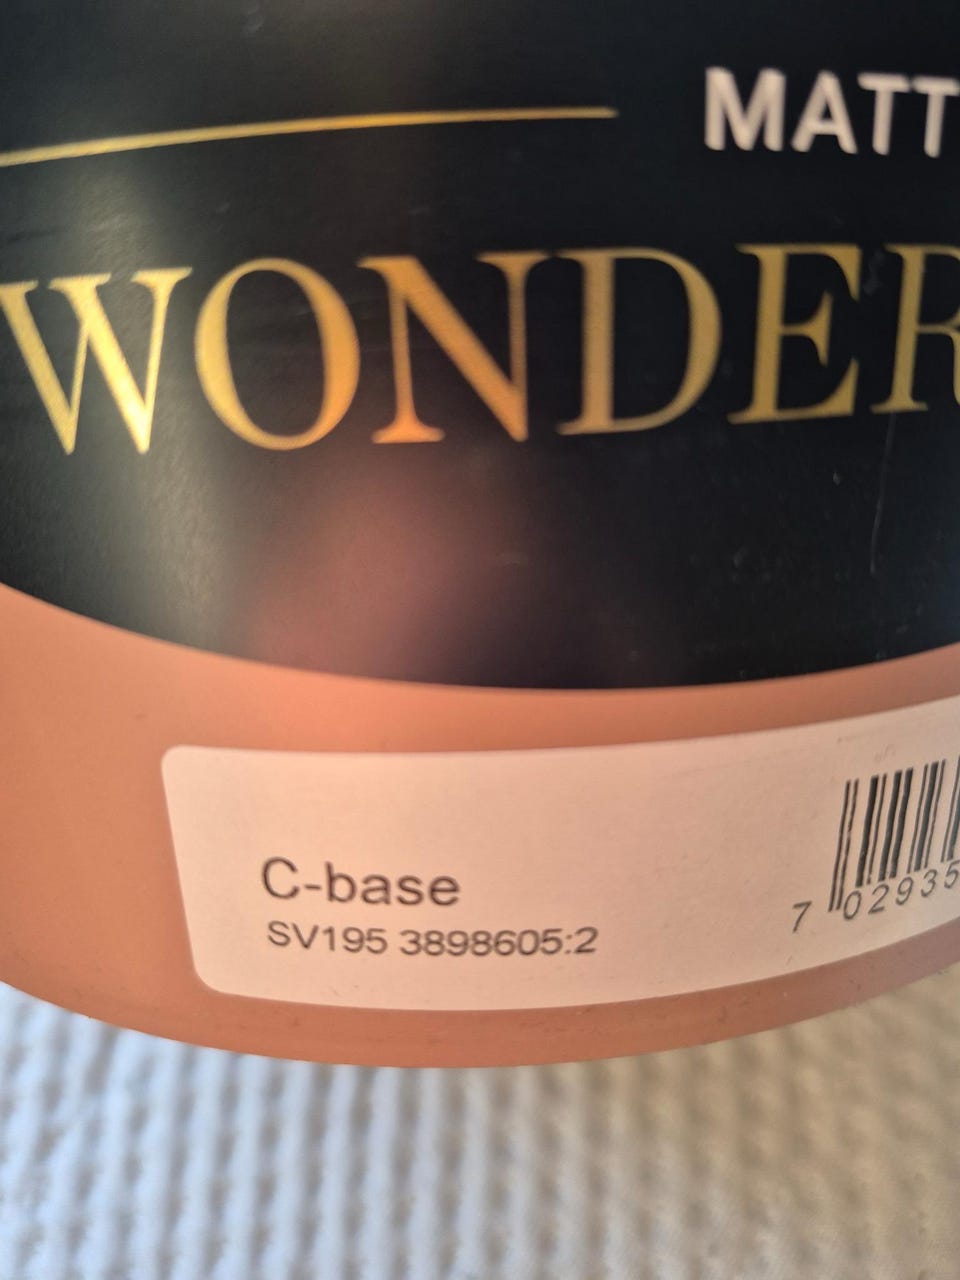 MATT
WONDER
C-base
SV195 3898605:2
7 02935